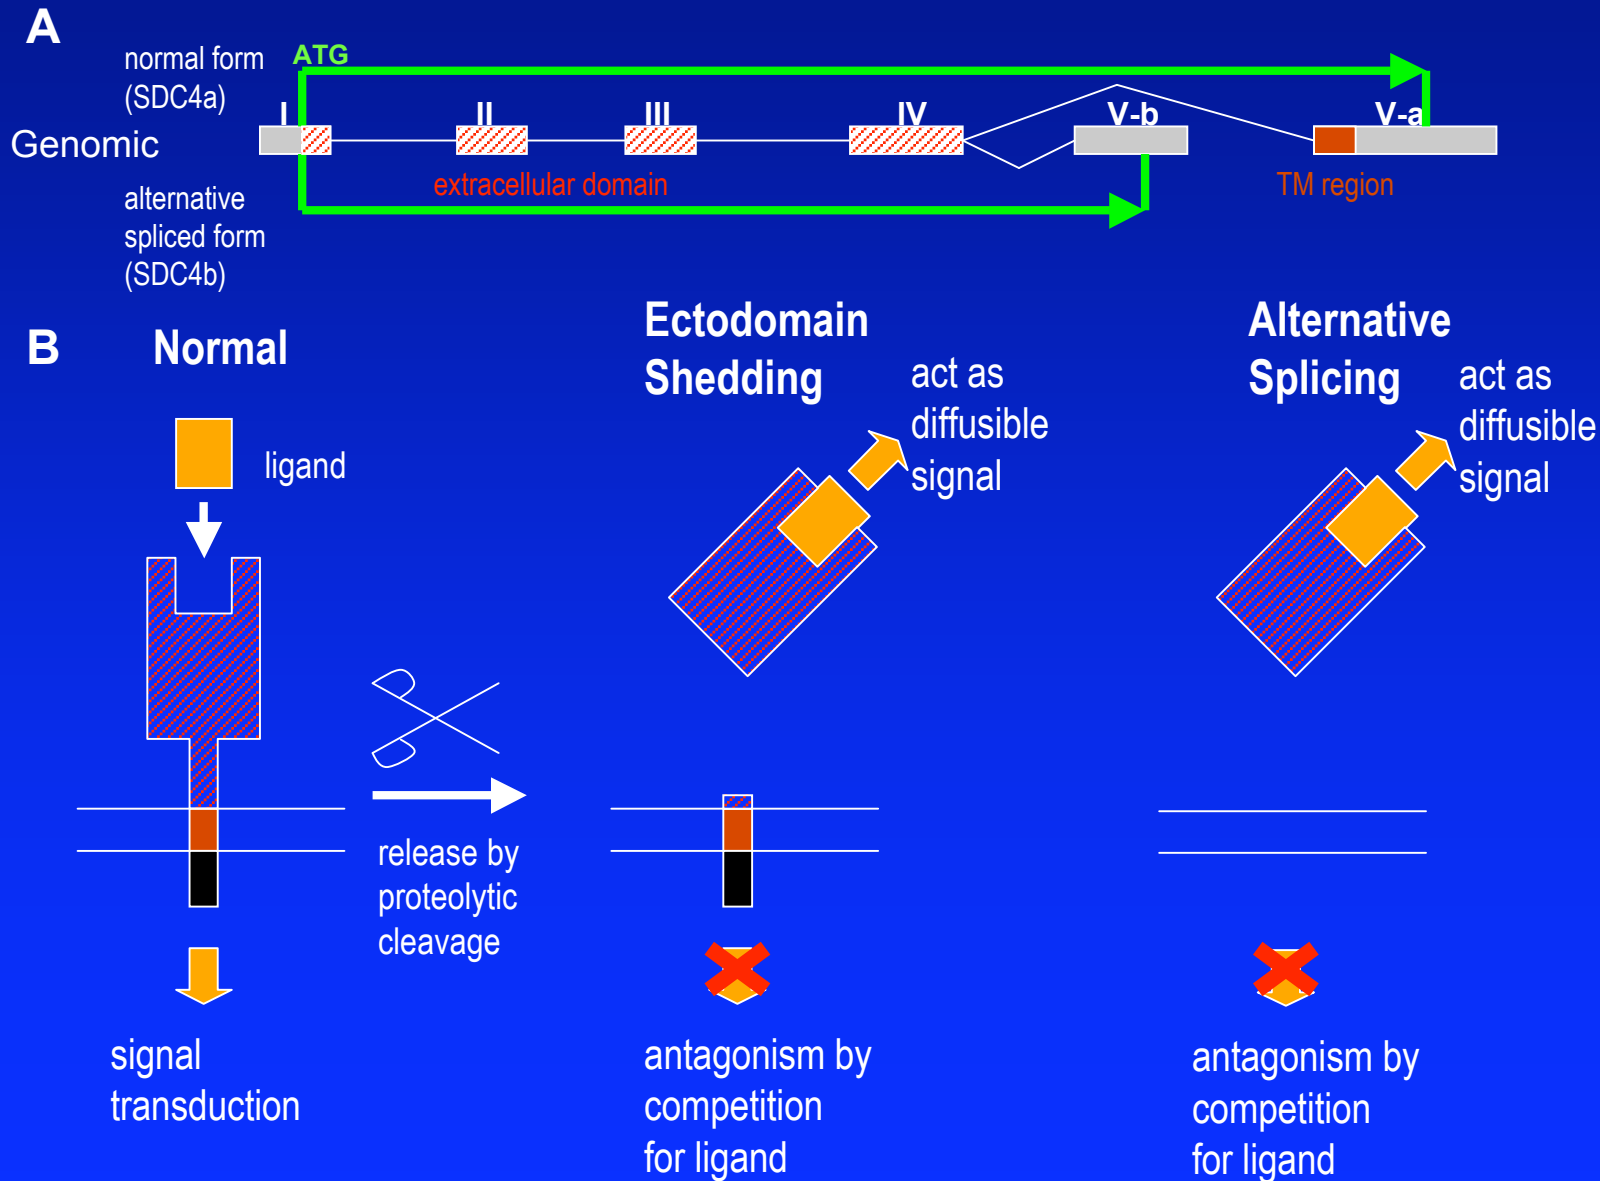 A
normal form
(SDC4a)
ATG
I
II
III
IV
V-b
V-a
Genomic
extracellular domain
TM region
alternative
spliced form
(SDC4b)
B
Normal
ligand
signal
transduction
release by
proteolytic
cleavage
Ectodomain
Shedding
act as
diffusible
signal
antagonism by
competition
for ligand
Alternative
Splicing
act as
diffusible
signal
antagonism by
competition
for ligand